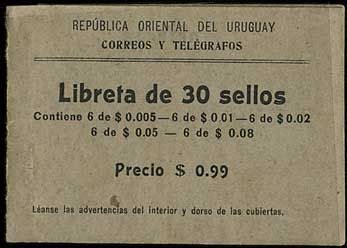 REPÚBLICA ORIENTAL DEL URUGUAY
CORREOS Y TELÉGRAFOS
Libreta de 30 sellos
Contiene 6 de $ 0.005—6 de $ 0.01—6 de $ 0.02
6 de $ 0.05 — 6 de $ 0.08
Precio $ 0.99
Léanse las advertencias del interior y dorso de las cubiertas.